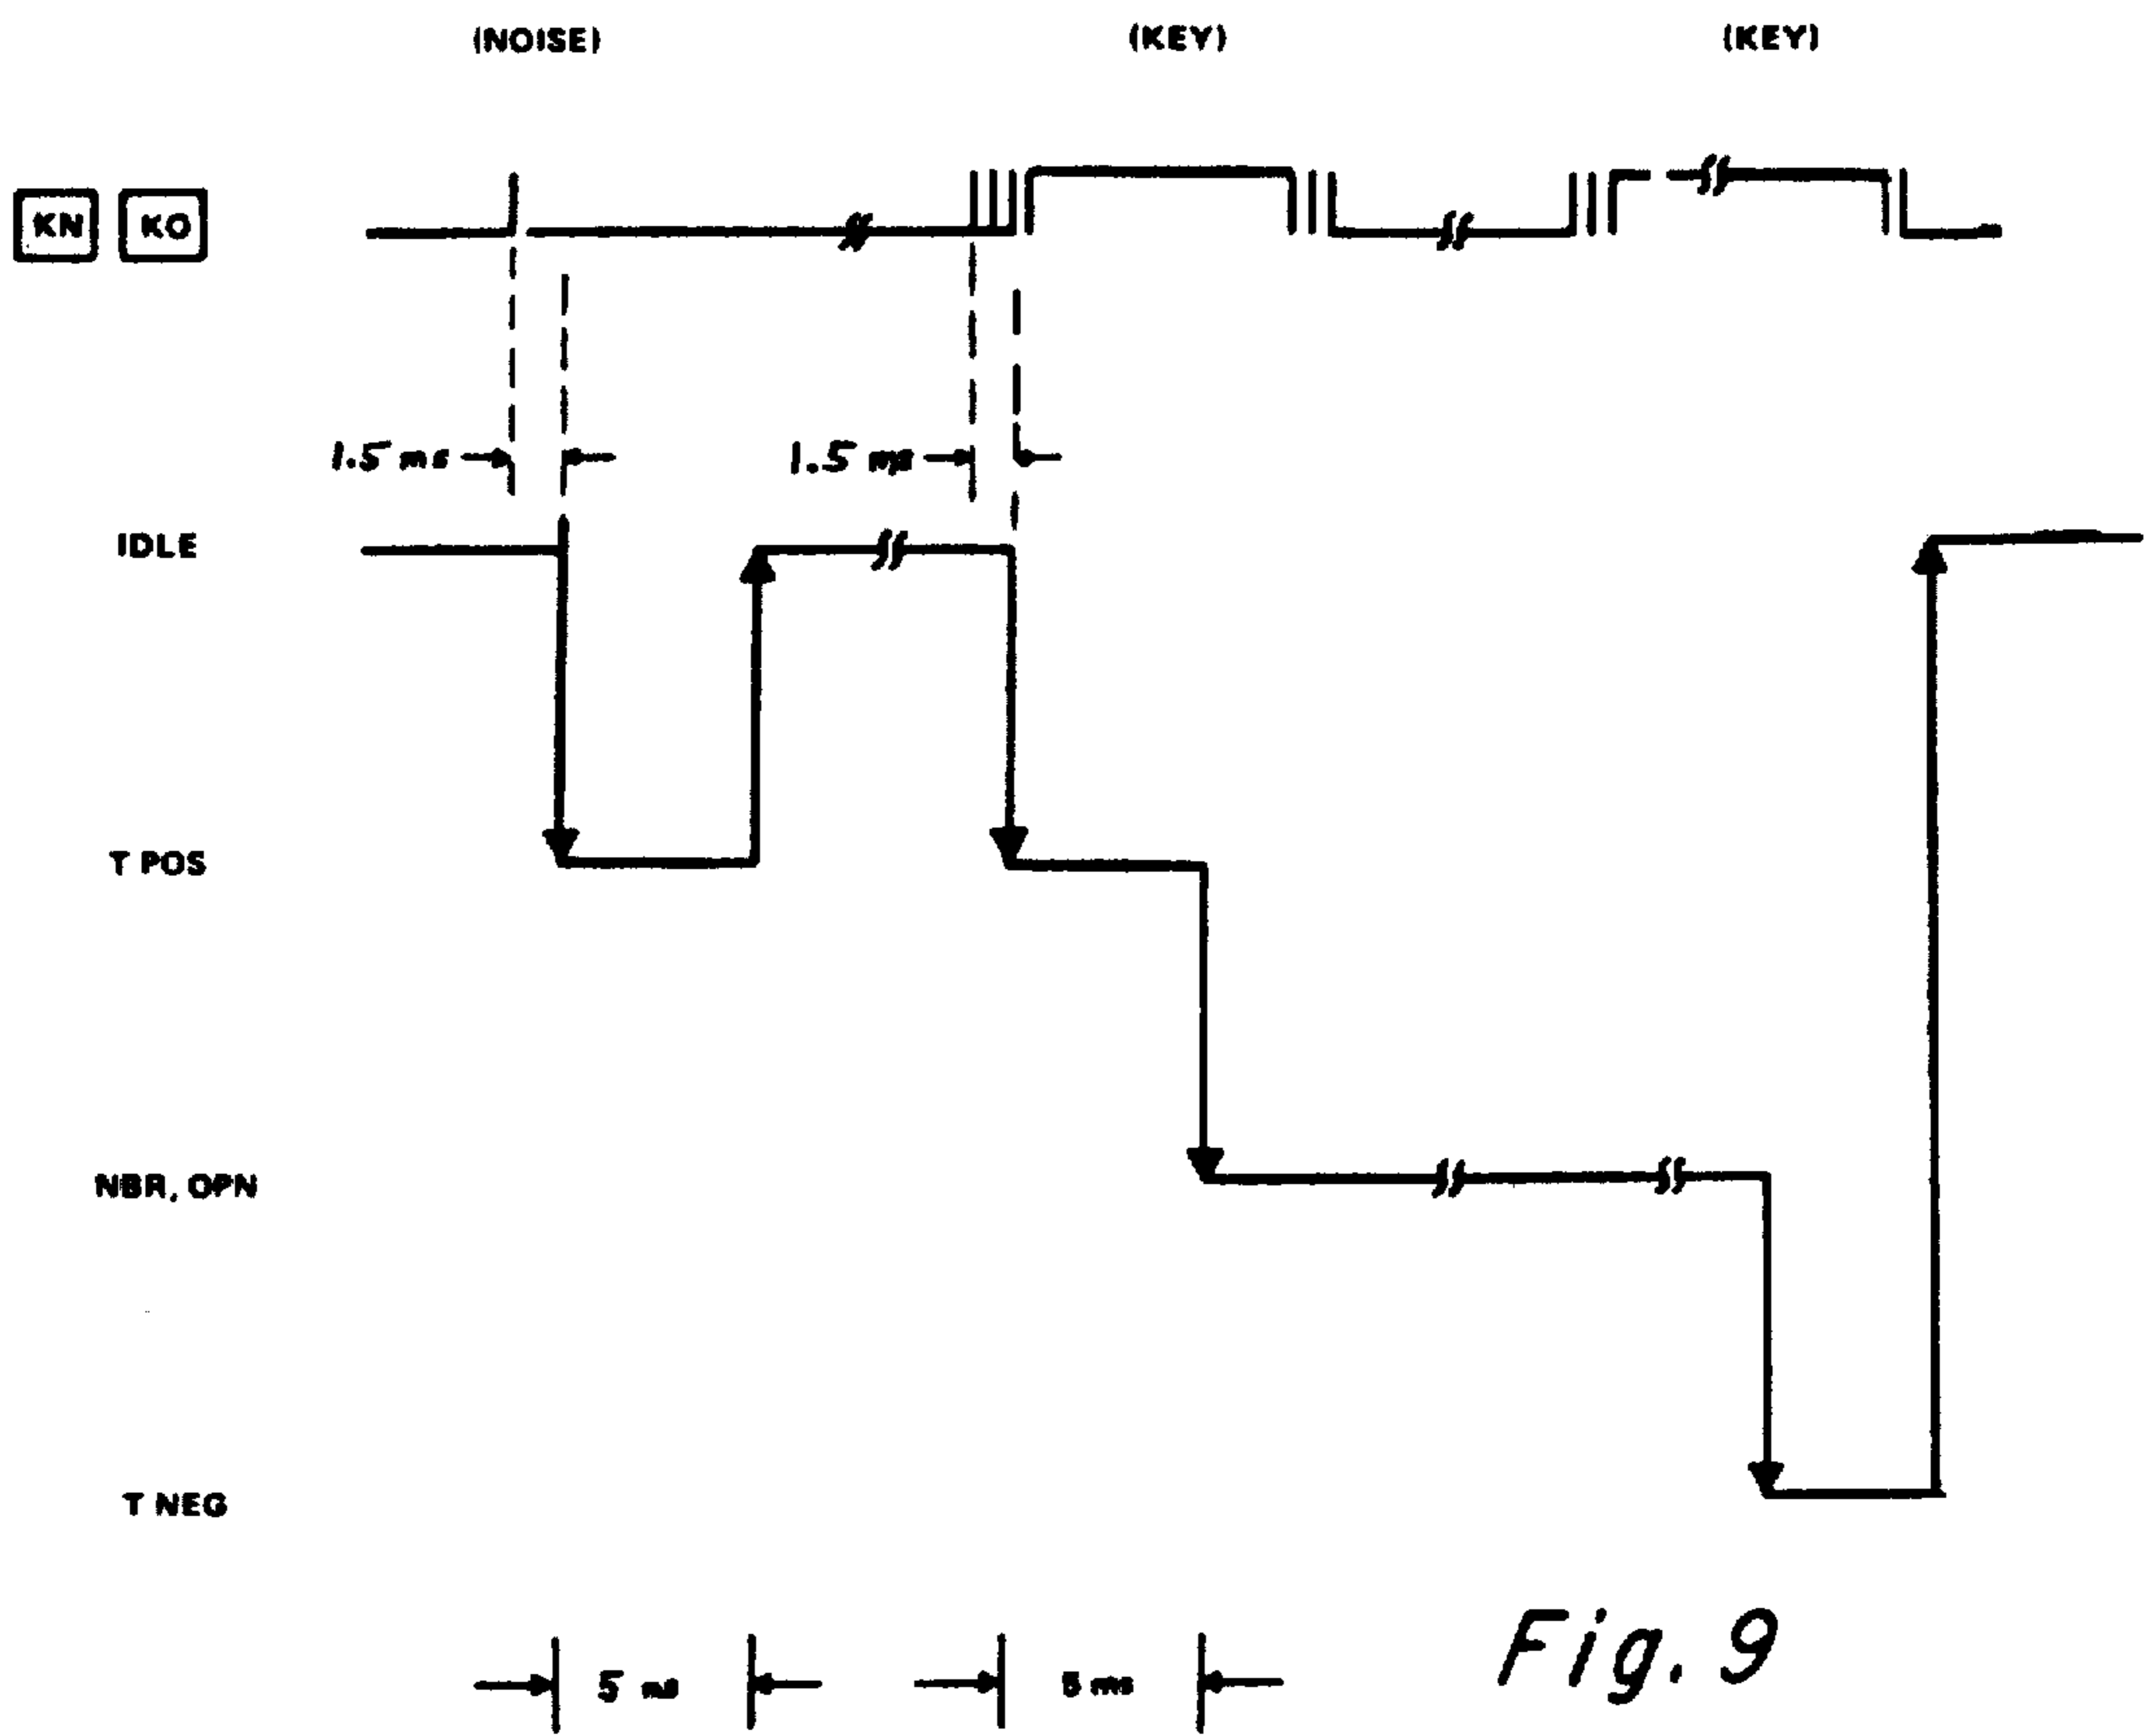 (NOISE) (KEY) (KEY)
KN KO
1.5 ms 1.5 ms
IDLE
T POS
NBR, OPN
T NEG
5 ms 5 ms
Fig. 9